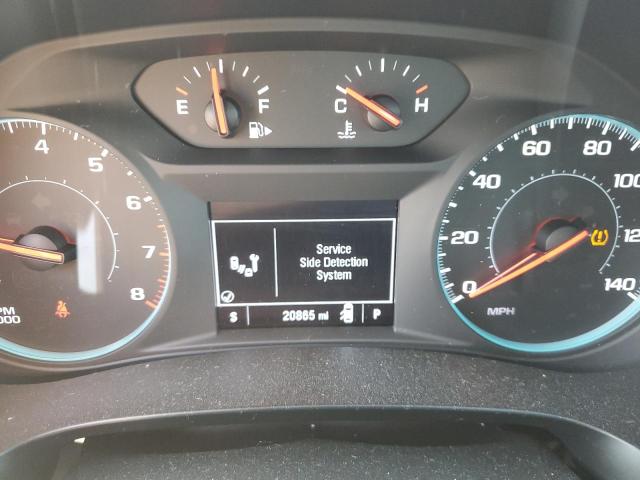 E F C H
4 5 6 7 8
PM
000
0 20 40 60 80 100 12 140
MPH
Service
Side Detection
System
S 20865 mi P